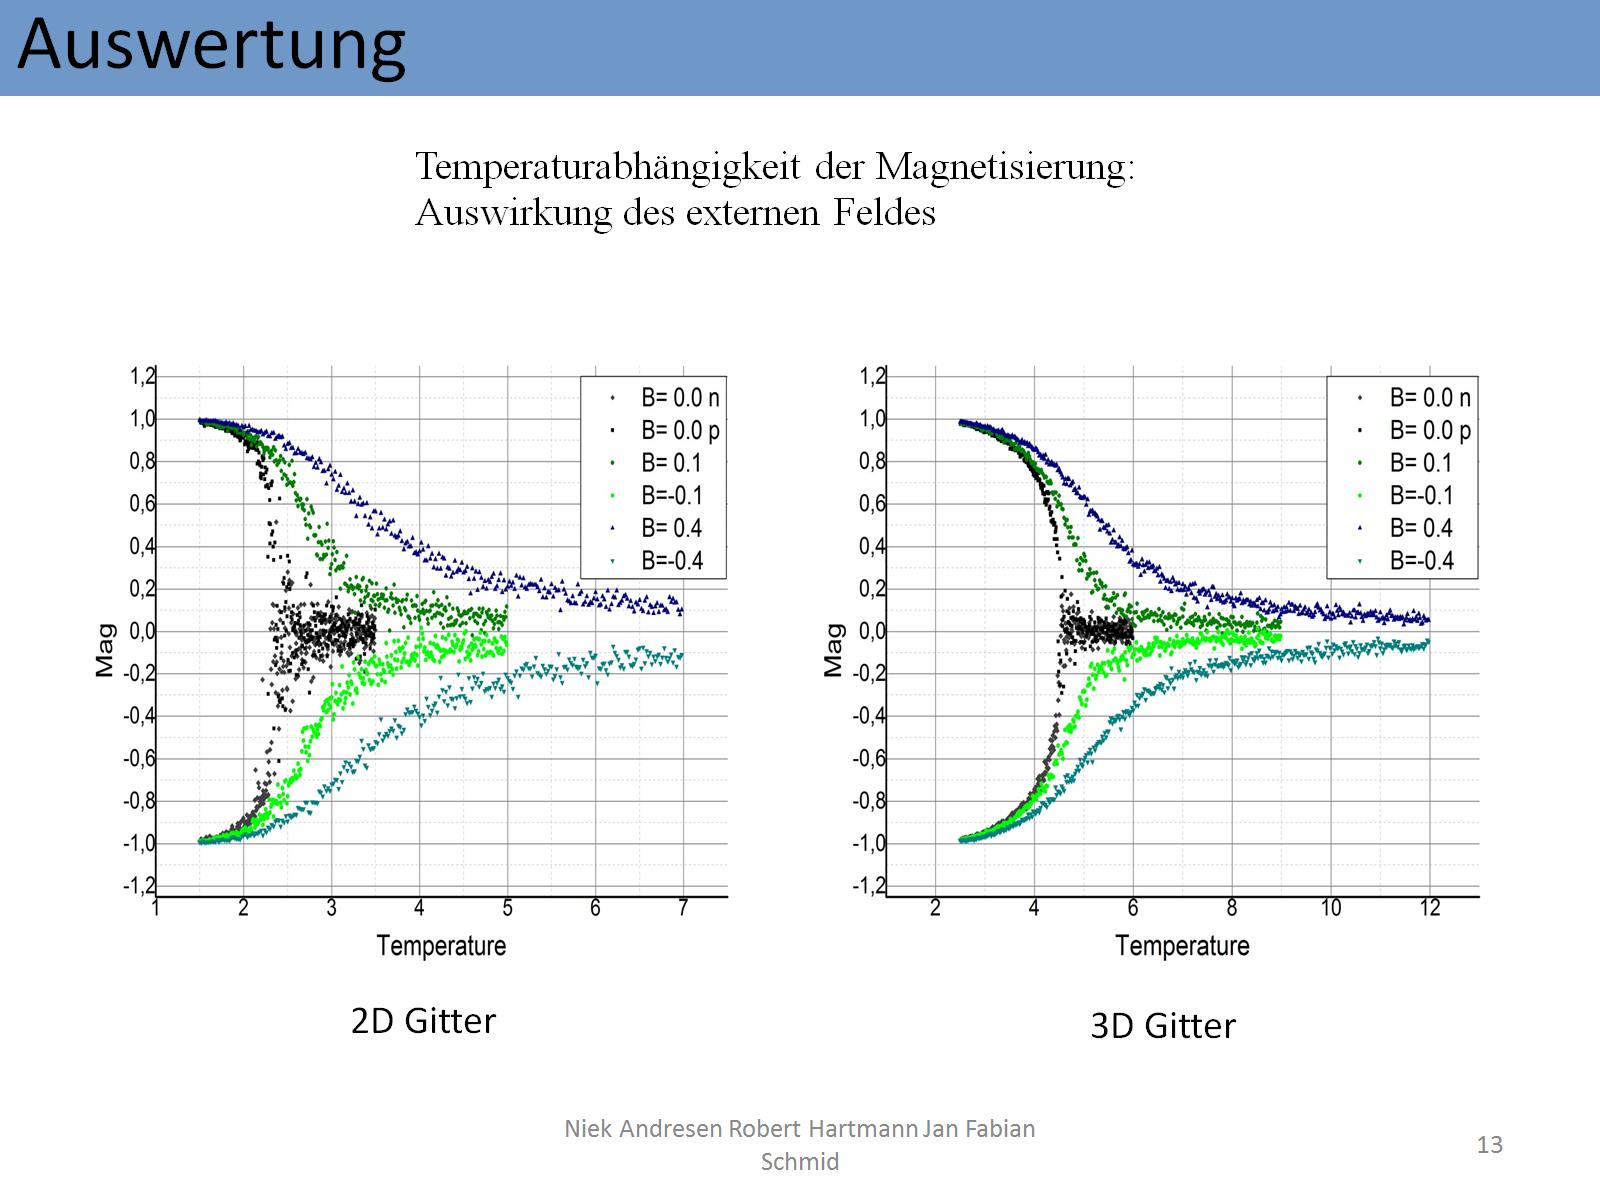 Auswertung
Temperaturabhängigkeit der Magnetisierung:
Auswirkung des externen Feldes
1,2
1,0
0,8
0,6
0,4
0,2
0,0
-0,2
-0,4
-0,6
-0,8
-1,0
-1,2
Mag
1 2 3 4 5 6 7
Temperature
B= 0.0 n
B= 0.0 p
B= 0.1
B=-0.1
B= 0.4
B=-0.4
2D Gitter
1,2
1,0
0,8
0,6
0,4
0,2
0,0
-0,2
-0,4
-0,6
-0,8
-1,0
-1,2
Mag
2 4 6 8 10 12
Temperature
B= 0.0 n
B= 0.0 p
B= 0.1
B=-0.1
B= 0.4
B=-0.4
3D Gitter
Niek Andresen Robert Hartmann Jan Fabian
Schmid
13